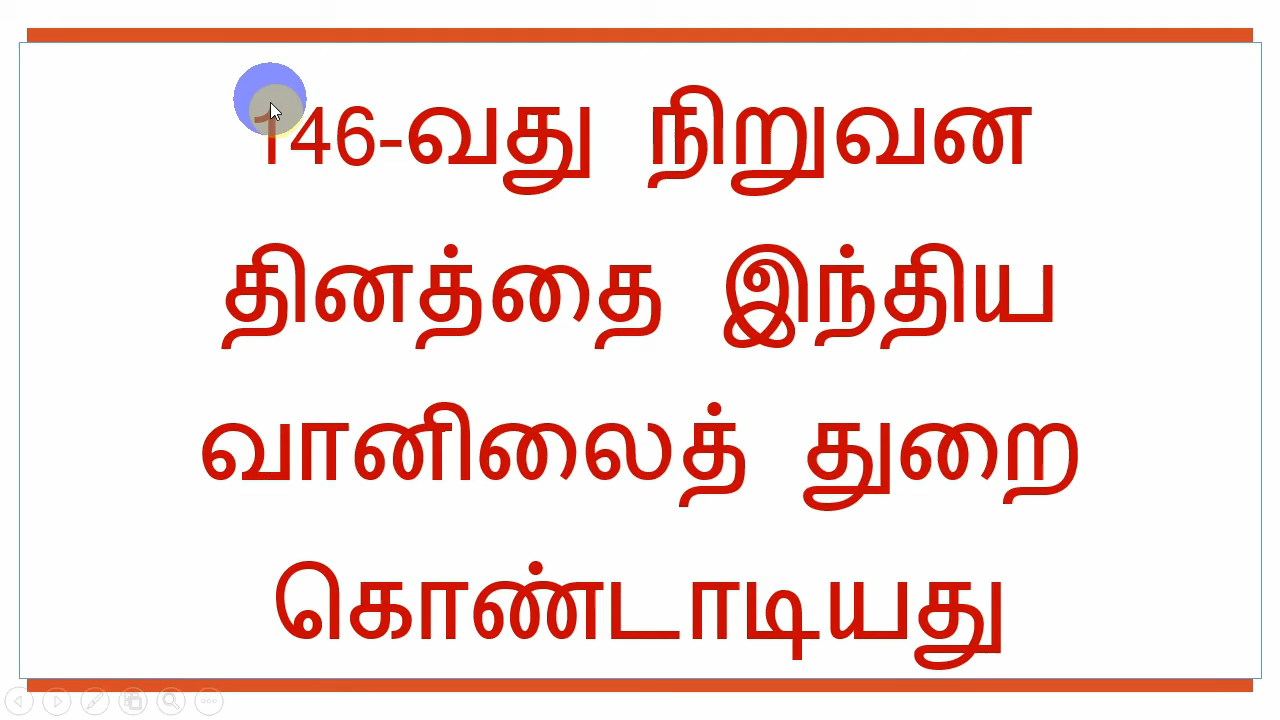 146-வது நிறுவன
தினத்தை இந்திய
வானிலைத் துறை
கொண்டாடியது